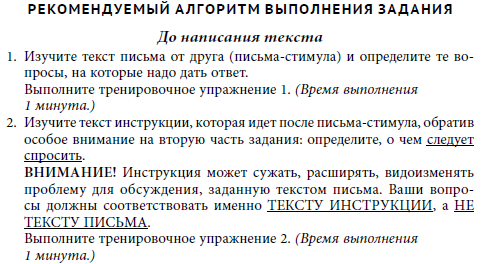 РЕКОМЕНДУЕМЫЙ АЛГОРИТМ ВЫПОЛНЕНИЯ ЗАДАНИЯ
До написания текста
1. Изучите текст письма от друга (письма-стимула) и определите те во-
просы, на которые надо дать ответ.
Выполните тренировочное упражнение 1. (Время выполнения
1 минута.)
2. Изучите текст инструкции, которая идет после письма-стимула, обратив
особое внимание на вторую часть задания: определите, о чем следует
спросить.
ВНИМАНИЕ! Инструкция может сужать, расширять, видоизменять
проблему для обсуждения, заданную текстом письма. Ваши вопро-
сы должны соответствовать именно ТЕКСТУ ИНСТРУКЦИИ, а НЕ
ТЕКСТУ ПИСЬМА.
Выполните тренировочное упражнение 2. (Время выполнения
1 минута.)